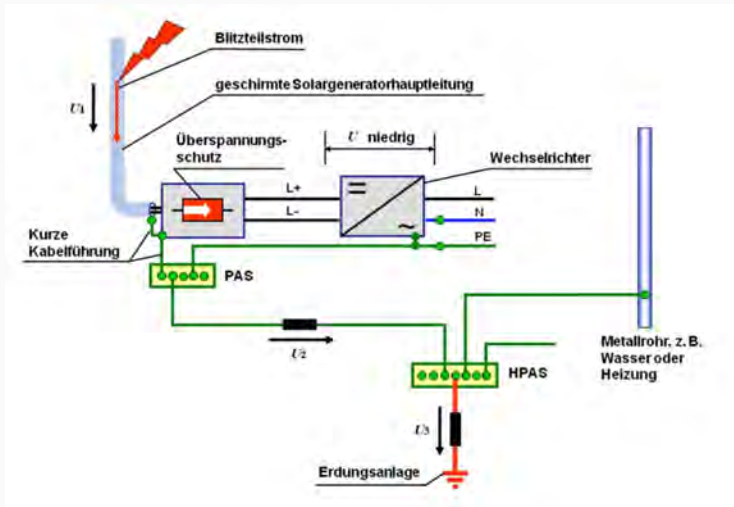 Blitzteilstrom
geschirmte Solargeneratorhauptleitung
U1
Überspannungs-
schutz
U niedrig
Wechselrichter
L+
L
L-
N
PE
Kurze
Kabelführung
PAS
U2
Metallrohr, z. B.
Wasser oder
Heizung
HPAS
U3
Erdungsanlage